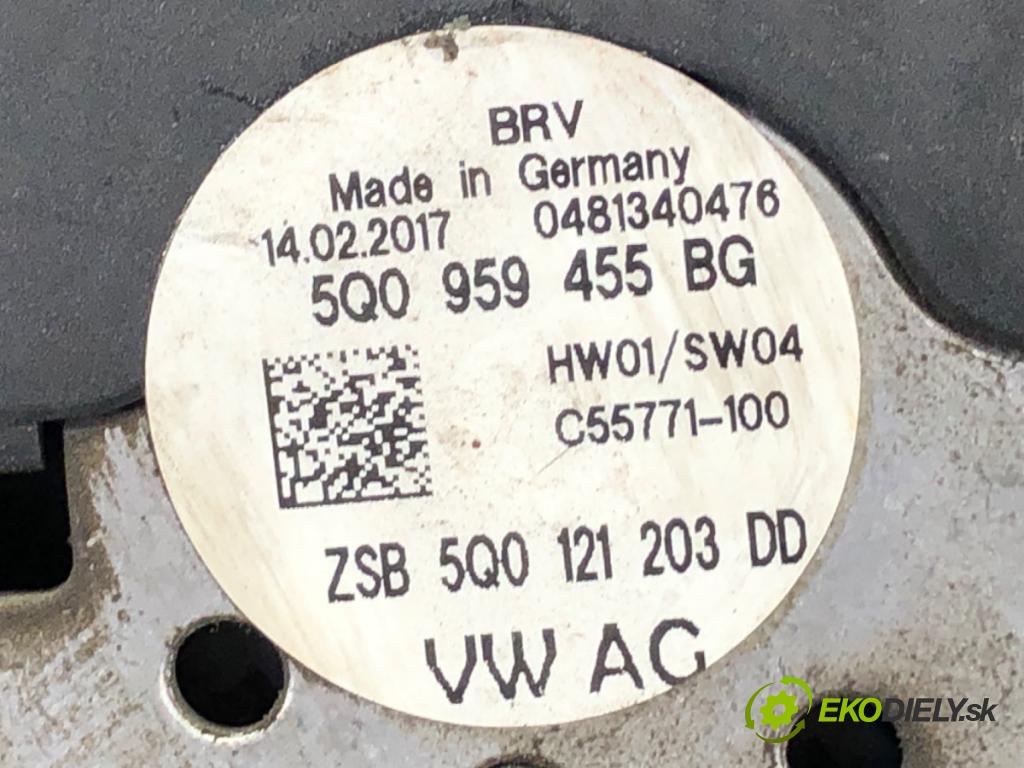 BRV
Made in Germany
14.02.2017 0481340476
5Q0 959 455 BG
HW01/SW04
C55771-100
ZSB 5Q0 121 203 DD
VW AG
EKODIELY.sk